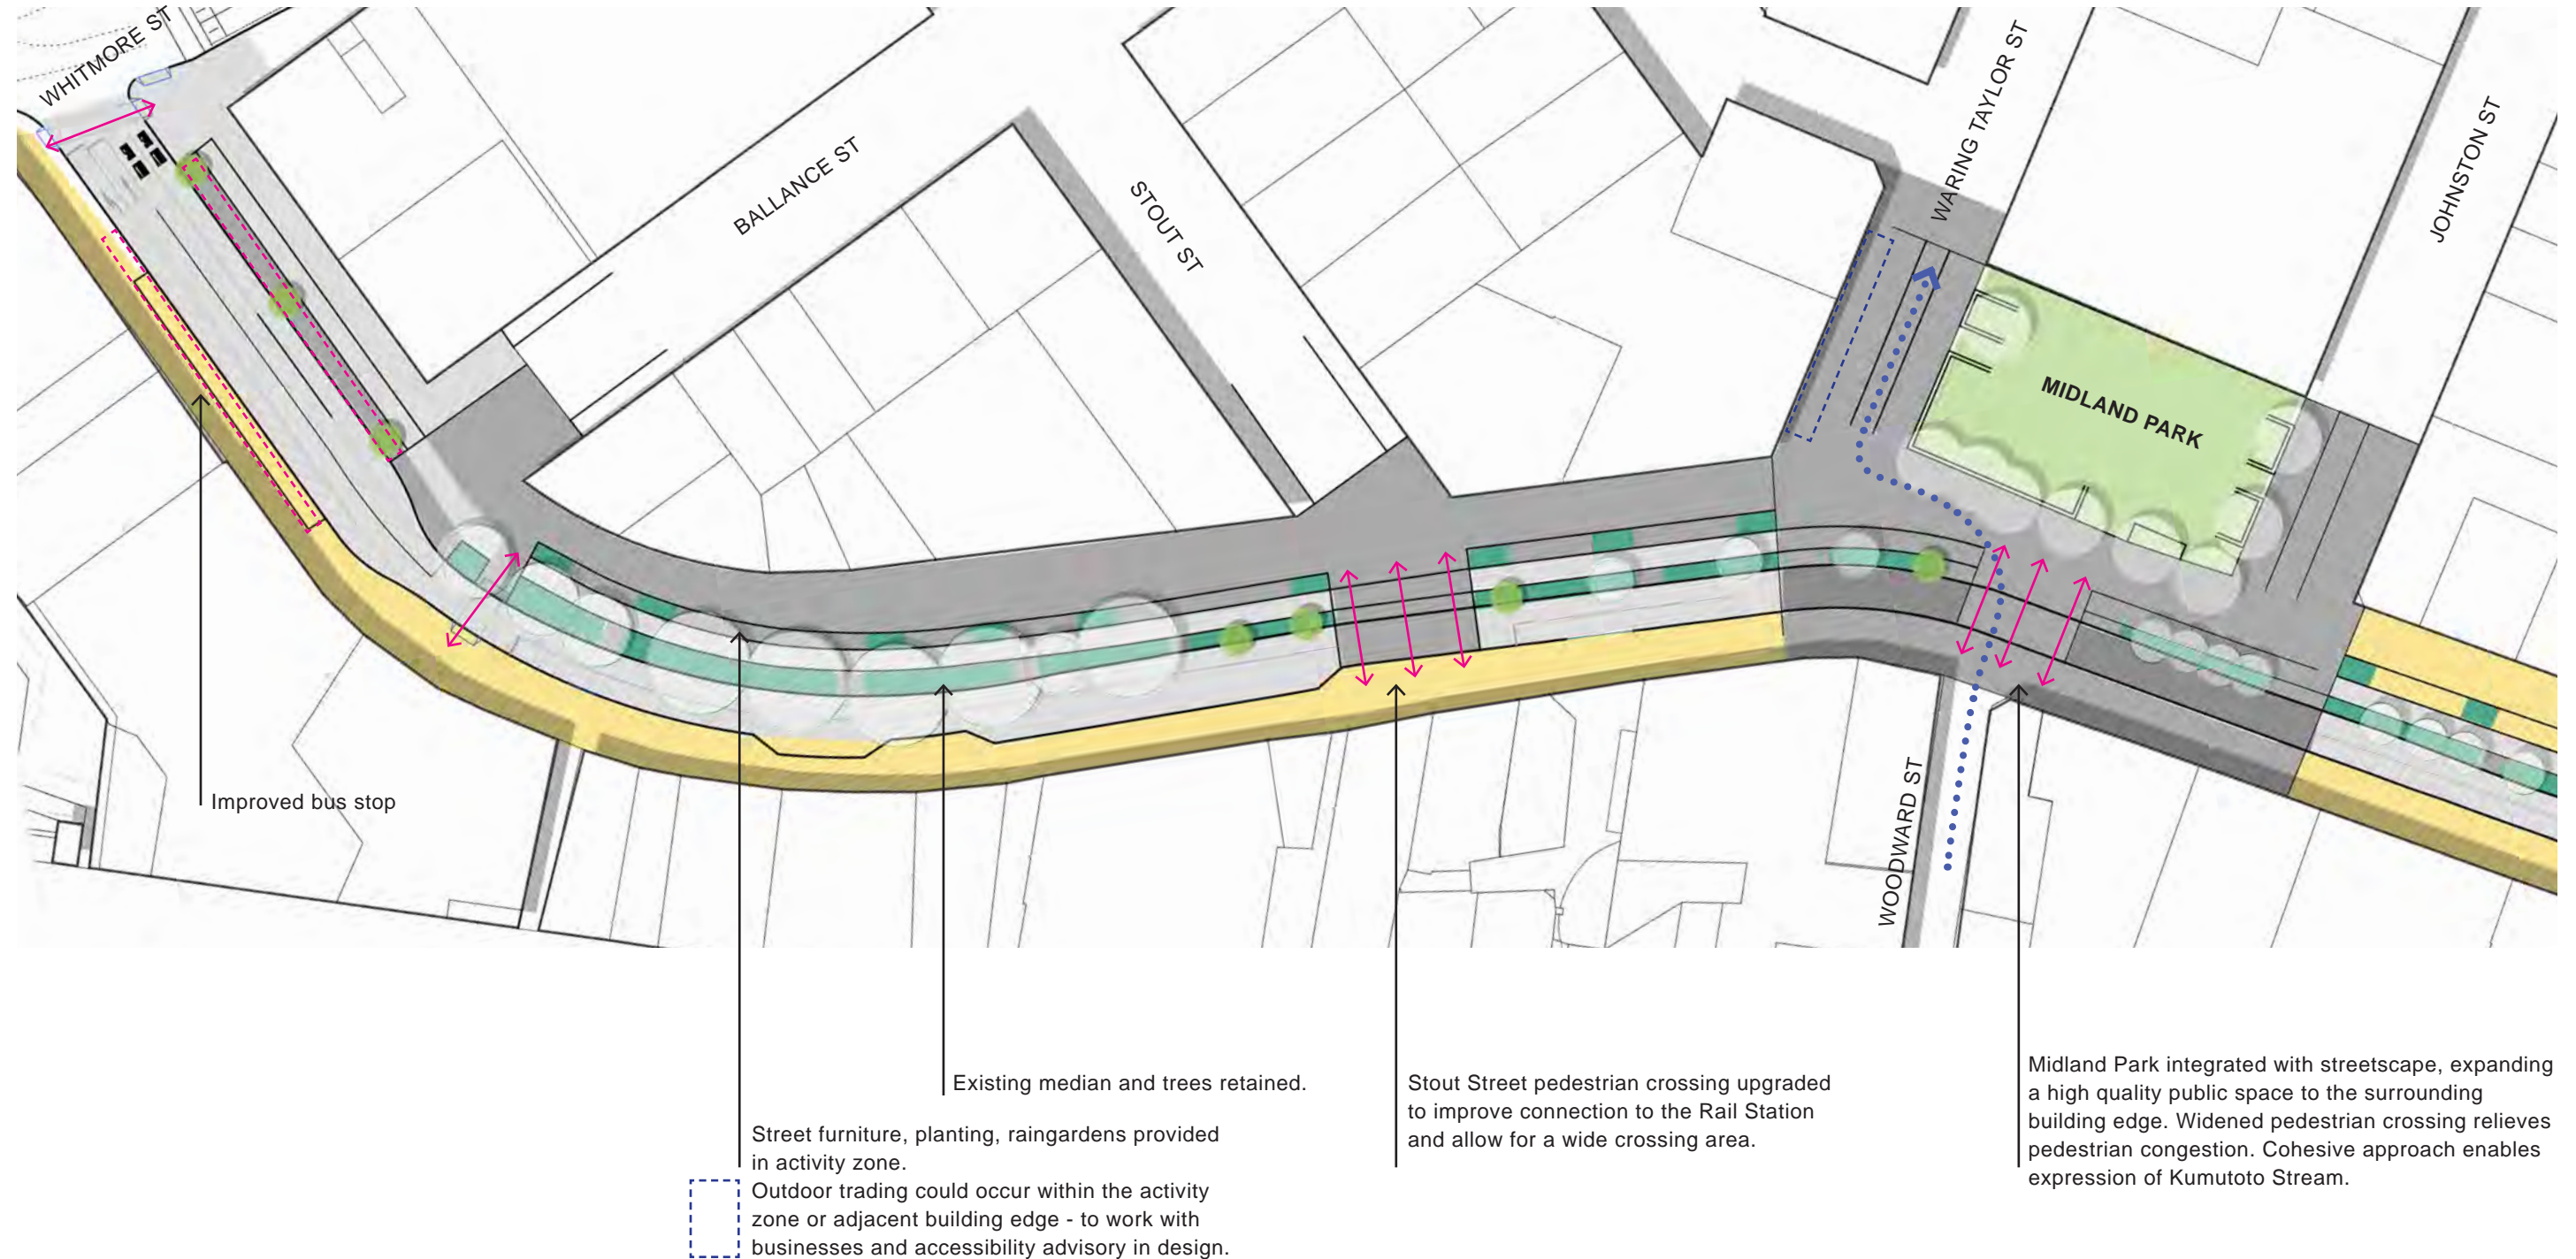 WHITMORE ST
BALLANCE ST
STOUT ST
WARING TAYLOR ST
JOHNSTON ST
MIDLAND PARK
WOODWARD ST
Improved bus stop
Existing median and trees retained.
Street furniture, planting, raingardens provided
in activity zone.
Outdoor trading could occur within the activity
zone or adjacent building edge - to work with
businesses and accessibility advisory in design.
Stout Street pedestrian crossing upgraded
to improve connection to the Rail Station
and allow for a wide crossing area.
Midland Park integrated with streetscape, expanding
a high quality public space to the surrounding
building edge. Widened pedestrian crossing relieves
pedestrian congestion. Cohesive approach enables
expression of Kumutoto Stream.